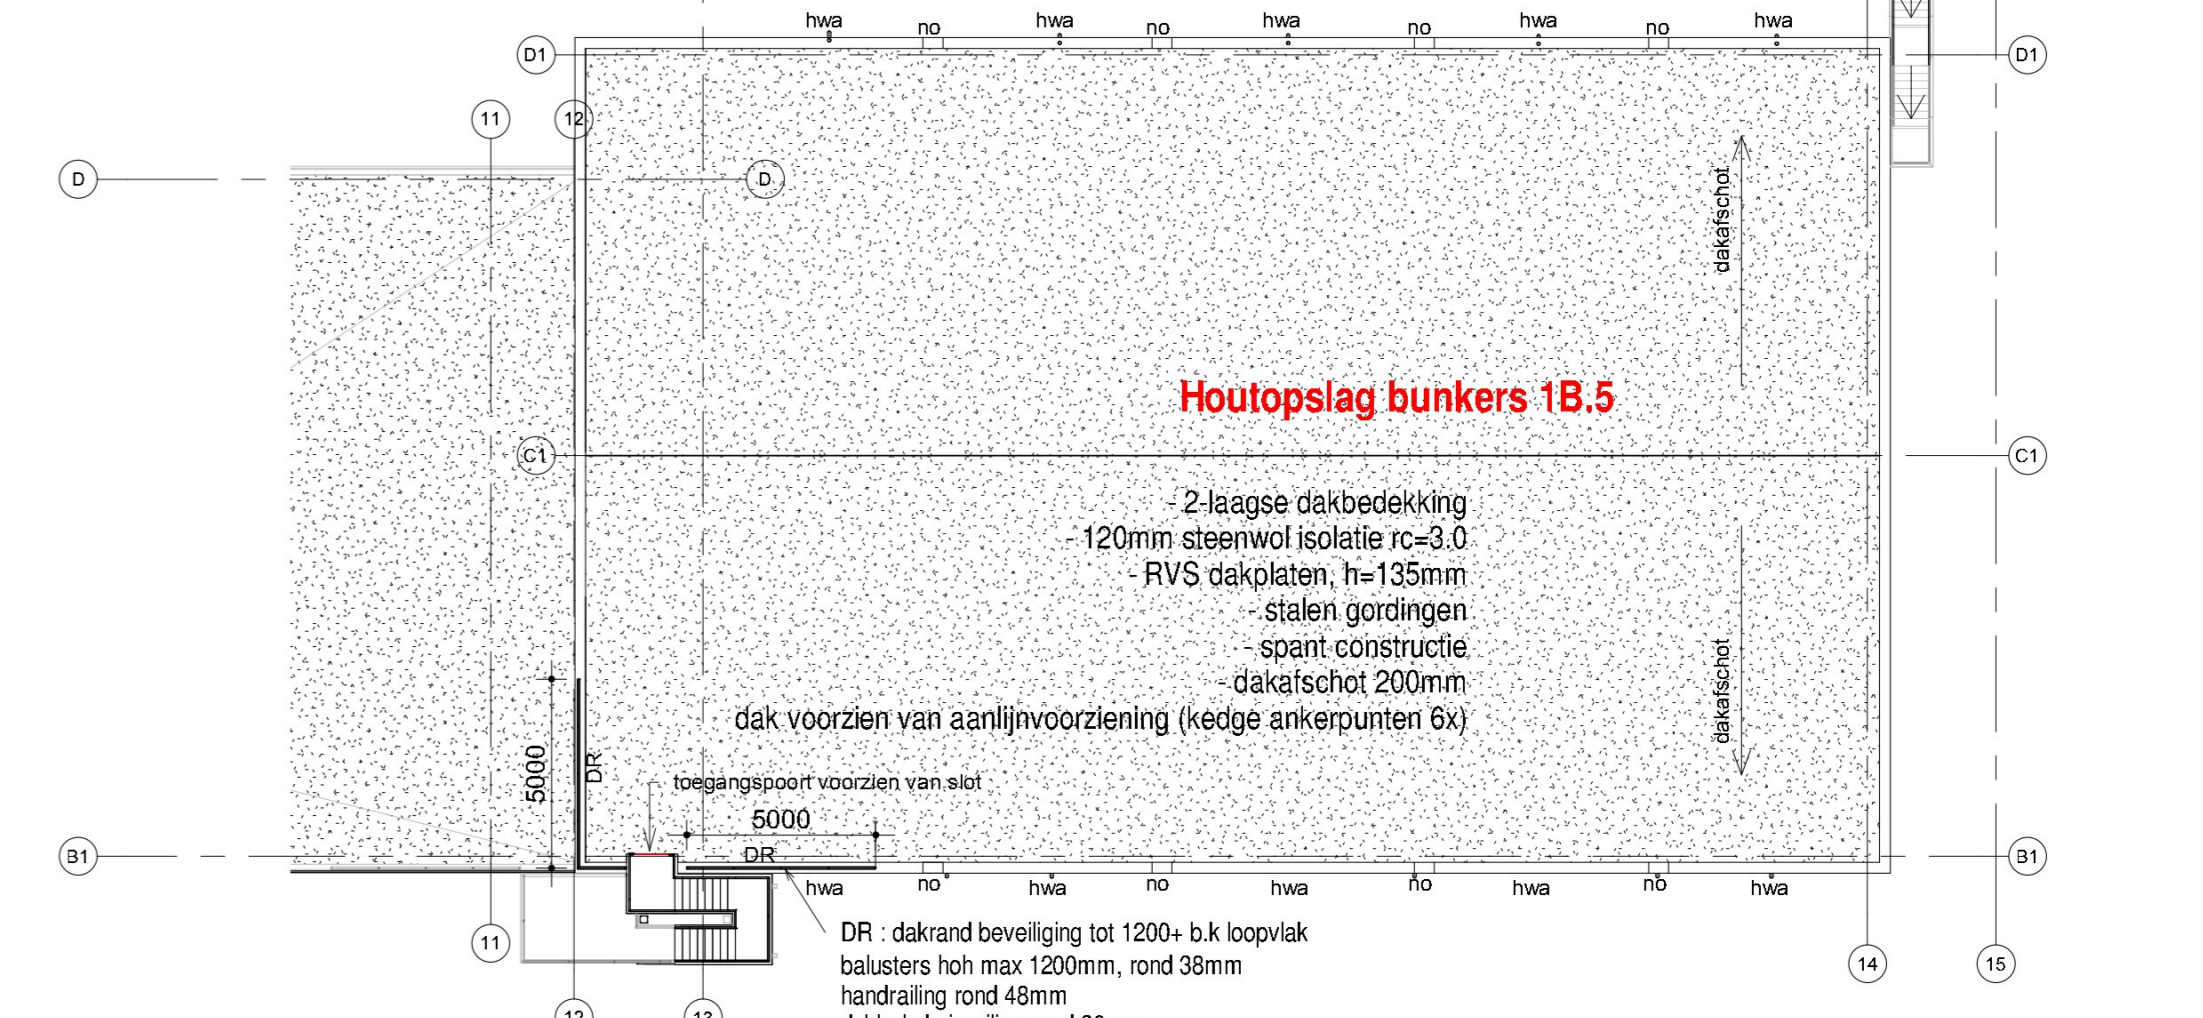 hwa no hwa no hwa no hwa no hwa
D1 D1
11 12
D D
dakafschot
Houtopslag bunkers 1B.5
C1 C1
- 2-laagse dakbedekking
- 120mm steenwol isolatie rc=3.0
- RVS dakplaten, h=135mm
- stalen gordingen
- spant constructie
- dakafschot 200mm
dak voorzien van aanlijnvoorziening (kedge ankerpunten 6x)
dakafschot
5000
DR
toegangspoort voorzien van slot
5000
DR
B1 B1
hwa no hwa no hwa no hwa no hwa
DR : dakrand beveiliging tot 1200+ b.k loopvlak
11
balusters hoh max 1200mm, rond 38mm
14 15
handrailing rond 48mm
12 13